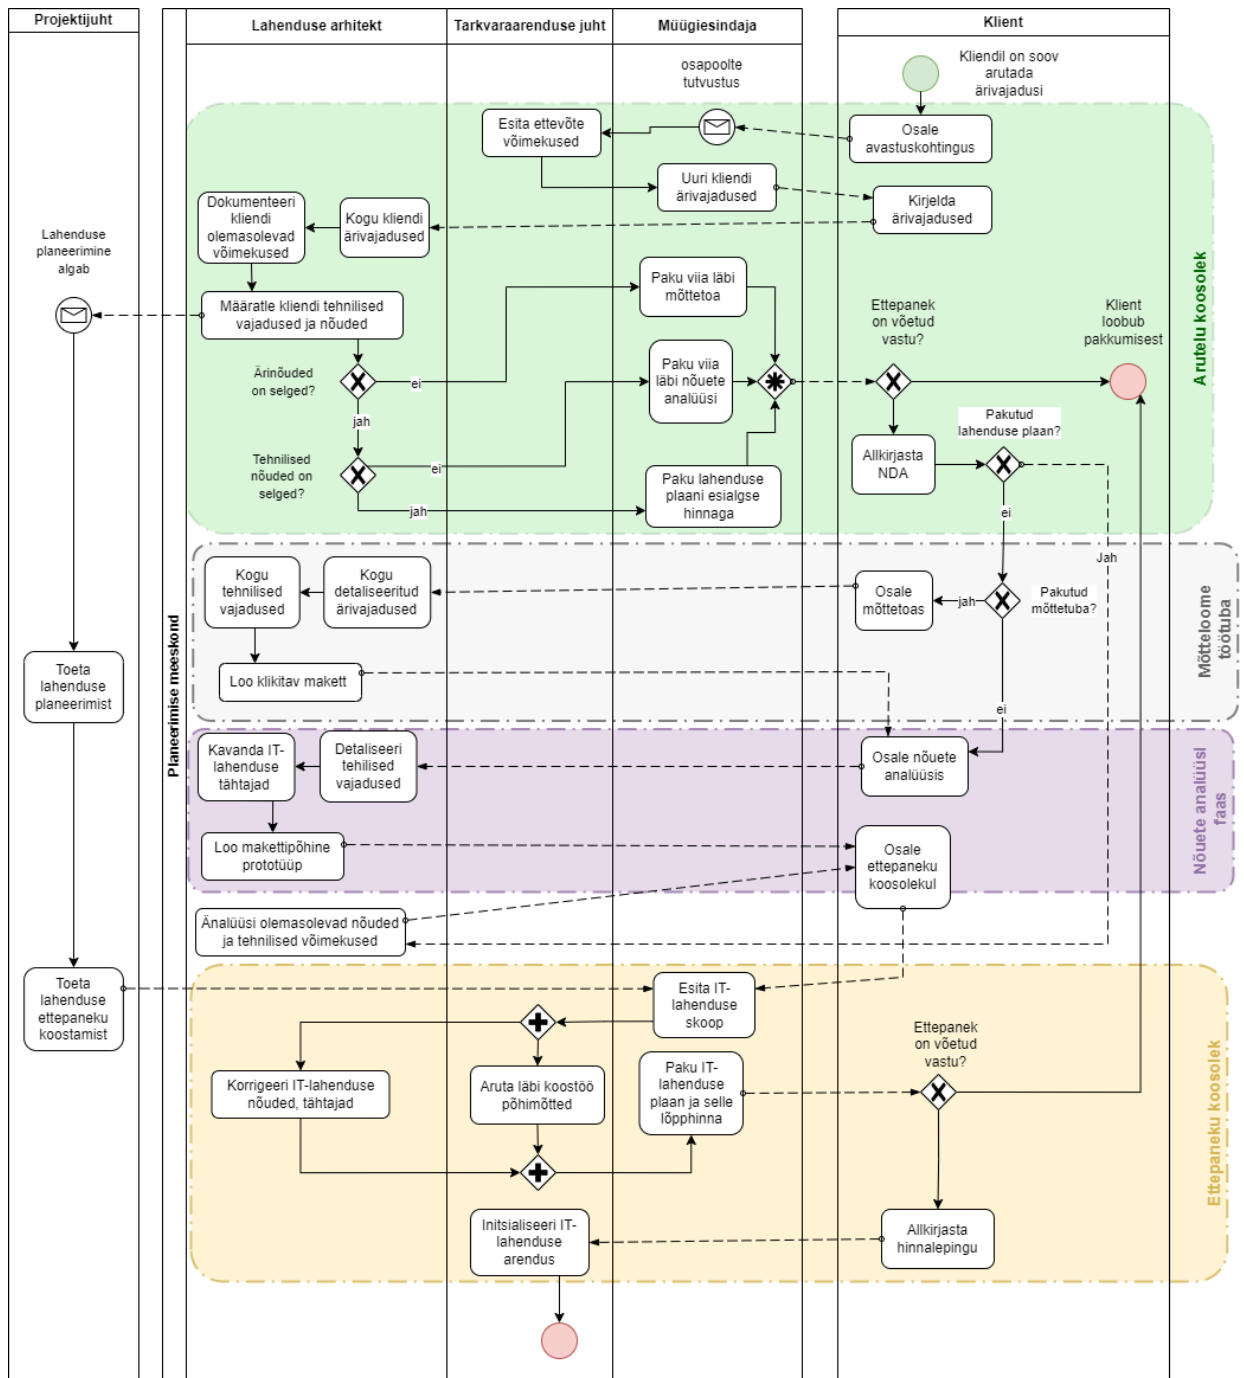 Projektijuht
Lahenduse arhitekt
Tarkvaraarenduse juht
Müügiesindaja
Klient
Planeerimise meeskond
osapoolte
tutvustus
Kliendil on soov
arutada
ärivajadusi
Esita ettevõte
võimekused
Osale
avastuskohtingus
Uuri kliendi
ärivajadused
Kirjelda
ärivajadused
Dokumenteeri
kliendi
olemasolevad
võimekused
Kogu kliendi
ärivajadused
Lahenduse
planeerimine
algab
Määratle kliendi tehnilised
vajadused ja nõuded
Paku viia läbi
mõttetoa
Ettepanek
on võetud
vastu?
Klient
loobub
pakkumisest
Arutelu koosolek
Ärinõuded
on selged?
ei
Paku viia
läbi nõuete
analüüsi
jah
Pakutud
lahenduse plaan?
Tehnilised
nõuded on
selged?
ei
Allkirjasta
NDA
jah
Paku lahenduse
plaani esialgse
hinnaga
ei
Jah
Kogu
tehnilised
vajadused
Kogu
detaliseeritud
ärivajadused
Osale
mõttetoas
jah
Pakutud
mõttetuba?
Mõtteloome
töötuba
Toeta
lahenduse
planeerimist
Loo klikitav makett
ei
Kavanda IT-
lahenduse
tähtajad
Detaliseeri
tehilised
vajadused
Osale nõuete
analüüsis
Nõuete analüüsi
faas
Loo makettipõhine
prototüüp
Osale
ettepaneku
koosolekul
Änalüüsi olemasolevad nõuded
ja tehnilised võimekused
Toeta
lahenduse
ettepaneku
koostamist
Esita IT-
lahenduse
skoop
Ettepanek
on võetud
vastu?
Korrigeeri IT-lahenduse
nõuded, tähtajad
Aruta läbi koostöö
põhimõtted
Paku IT-
lahenduse
plaan ja selle
lõpphinna
Ettepaneku koosolek
Initsialiseeri IT-
lahenduse
arendus
Allkirjasta
hinnalepingu